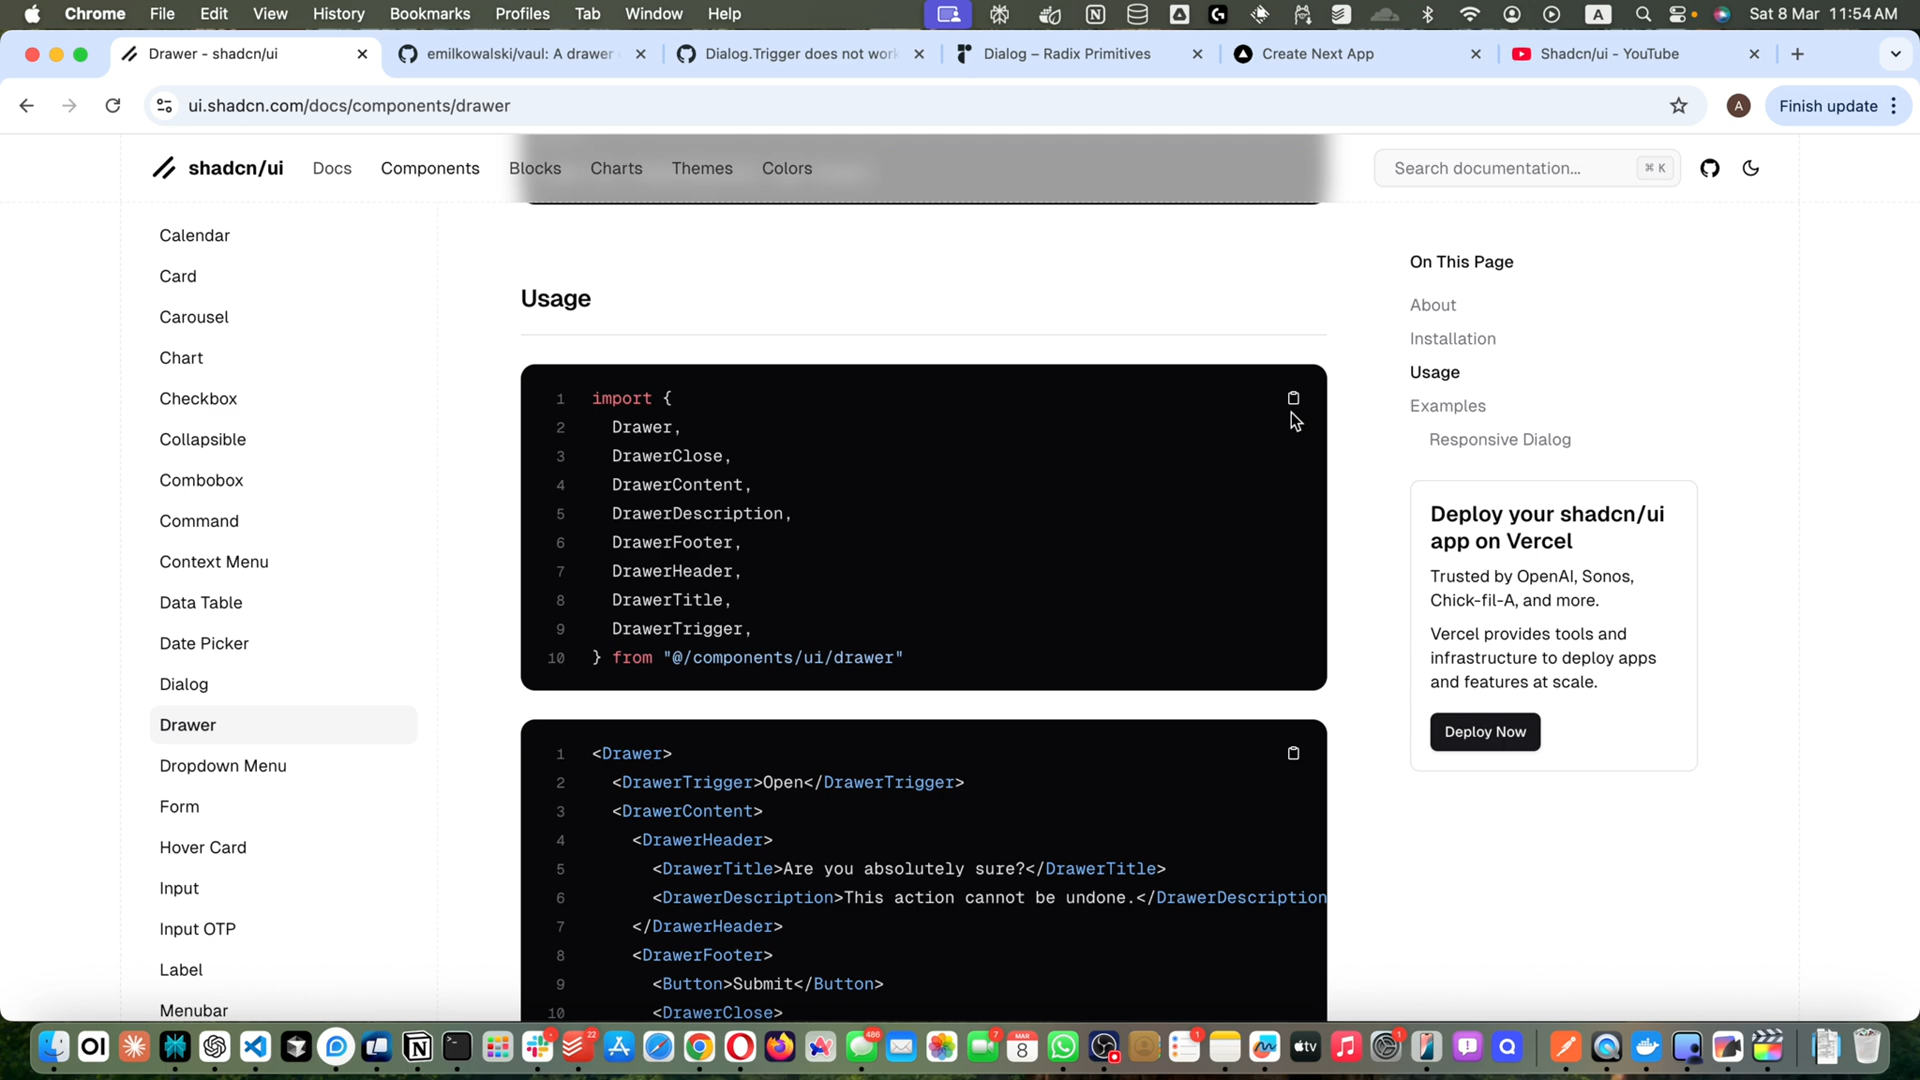 Chrome File Edit View History Bookmarks Profiles Tab Window Help A Sat 8 Mar 11:54 AM
Drawer - shadcn/ui emilkowalski/vaul: A drawer Dialog.Trigger does not work Dialog – Radix Primitives Create Next App Shadcn/ui - YouTube
ui.shadcn.com/docs/components/drawer A Finish update
shadcn/ui Docs Components Blocks Charts Themes Colors Search documentation... ⌘ K
Calendar
Card
Carousel
Chart
Checkbox
Collapsible
Combobox
Command
Context Menu
Data Table
Date Picker
Dialog
Drawer
Dropdown Menu
Form
Hover Card
Input
Input OTP
Label
Menubar
Usage
1 import {
2 Drawer,
3 DrawerClose,
4 DrawerContent,
5 DrawerDescription,
6 DrawerFooter,
7 DrawerHeader,
8 DrawerTitle,
9 DrawerTrigger,
10 } from "@/components/ui/drawer"
1 <Drawer>
2 <DrawerTrigger>Open</DrawerTrigger>
3 <DrawerContent>
4 <DrawerHeader>
5 <DrawerTitle>Are you absolutely sure?</DrawerTitle>
6 <DrawerDescription>This action cannot be undone.</DrawerDescription
7 </DrawerHeader>
8 <DrawerFooter>
9 <Button>Submit</Button>
10 <DrawerClose>
On This Page
About
Installation
Usage
Examples
Responsive Dialog
Deploy your shadcn/ui
app on Vercel
Trusted by OpenAI, Sonos,
Chick-fil-A, and more.
Vercel provides tools and
infrastructure to deploy apps
and features at scale.
Deploy Now
OI 22 486 7 MAR 8 1 tv 1